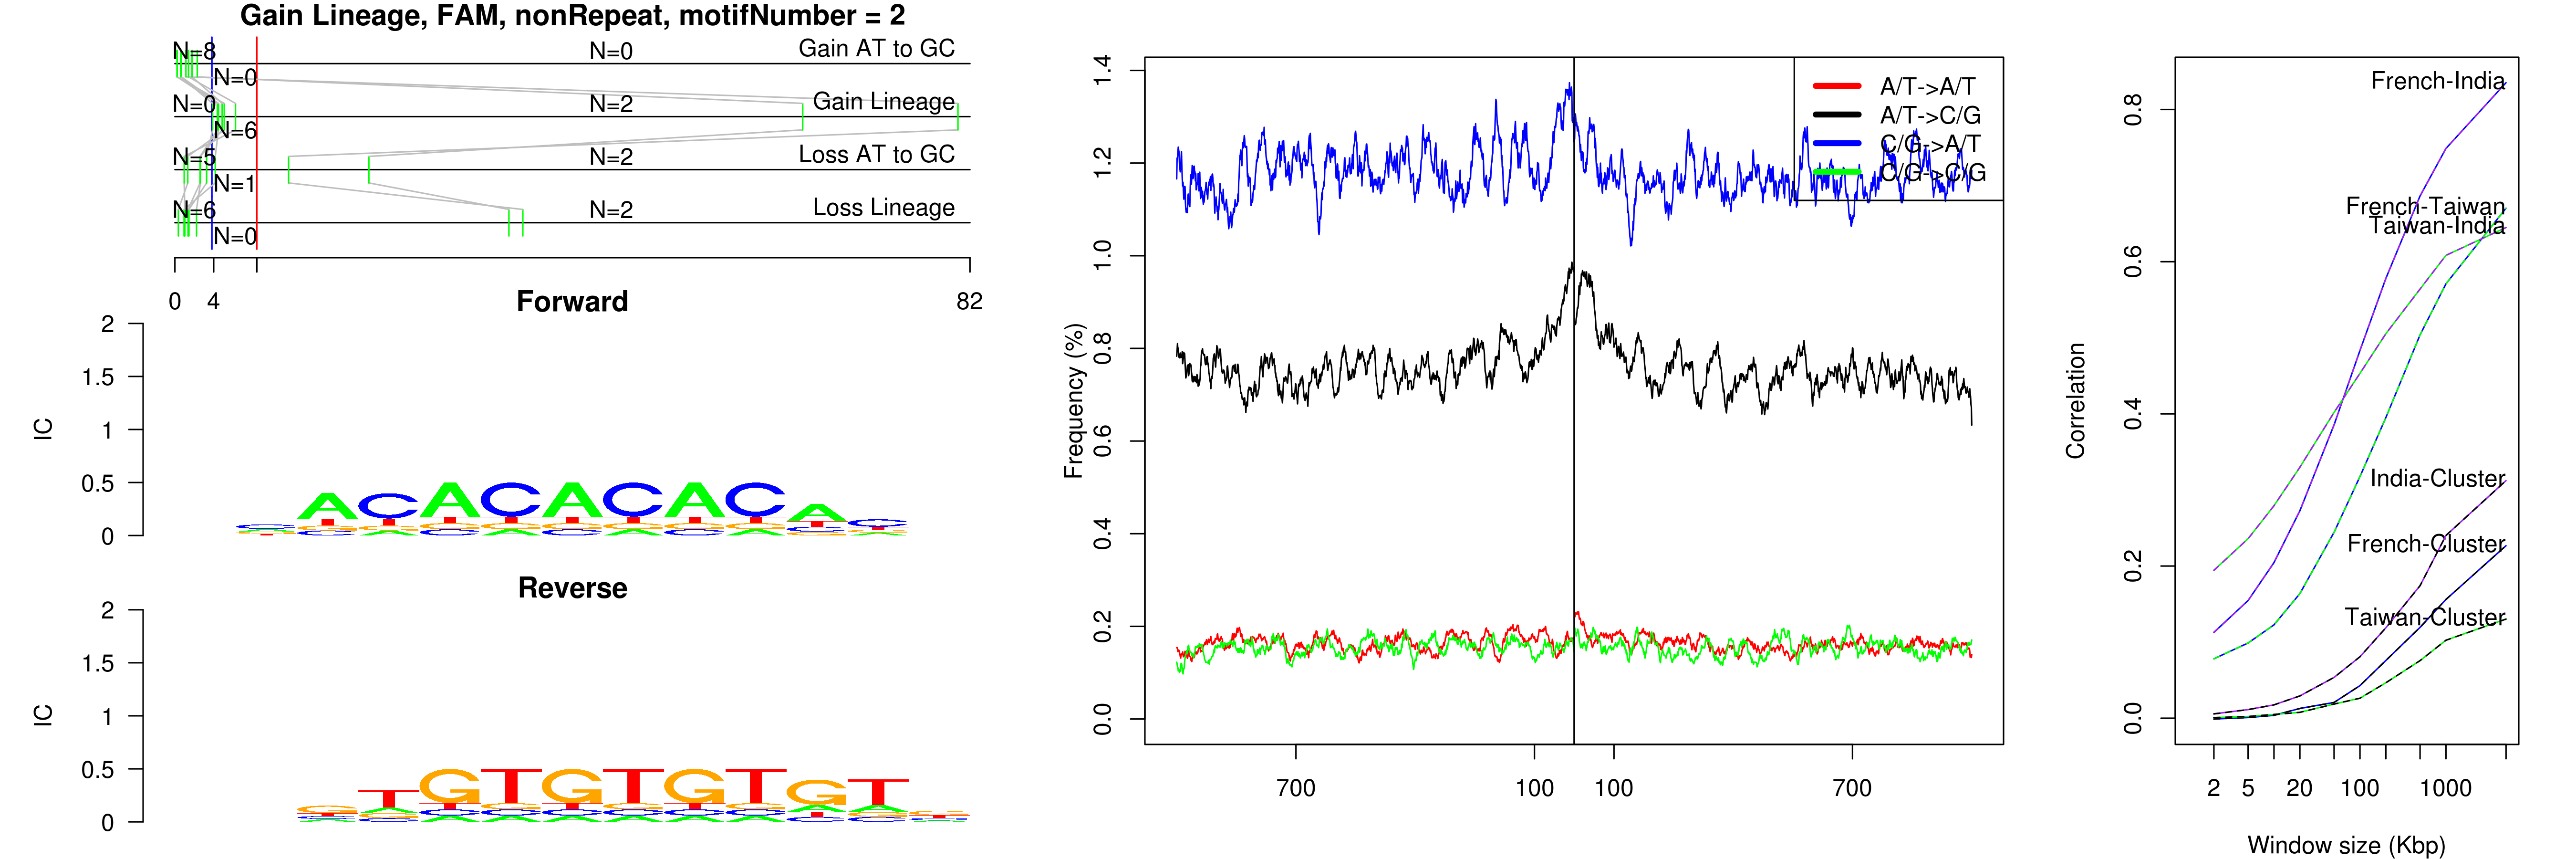 Gain Lineage, FAM, nonRepeat, motifNumber = 2
N=8 N=0 Gain AT to GC
N=0
N=0 N=2 Gain Lineage
N=6
N=5 N=2 Loss AT to GC
N=1
N=6 N=2 Loss Lineage
N=0
0 4 82
Forward
2
1.5
1
0.5
0
IC
ACACACAC
Reverse
2
1.5
1
0.5
0
IC
TGTGTGTGT
1.4
1.2
1.0
0.8
0.6
0.4
0.2
0.0
Frequency (%)
A/T->A/T
A/T->C/G
C/G->A/T
C/G->C/G
700 100 100 700
0.8
0.6
0.4
0.2
0.0
Correlation
French-India
French-Taiwan
Taiwan-India
India-Cluster
French-Cluster
Taiwan-Cluster
2 5 20 100 1000
Window size (Kbp)